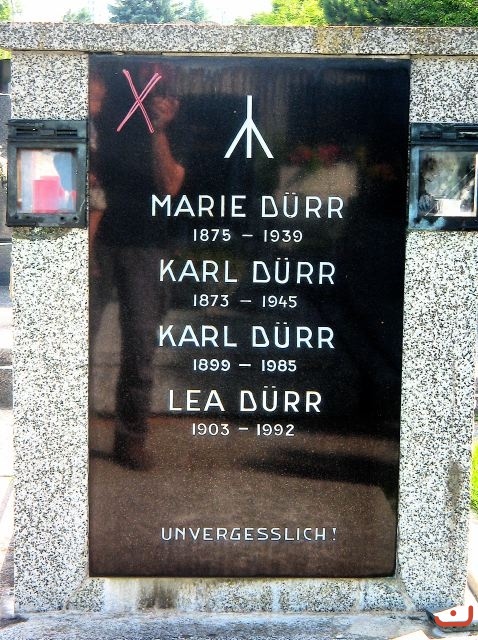 MARIE DÜRR
1875 – 1939
KARL DÜRR
1873 – 1945
KARL DÜRR
1899 – 1985
LEA DÜRR
1903 – 1992
UNVERGESSLICH!